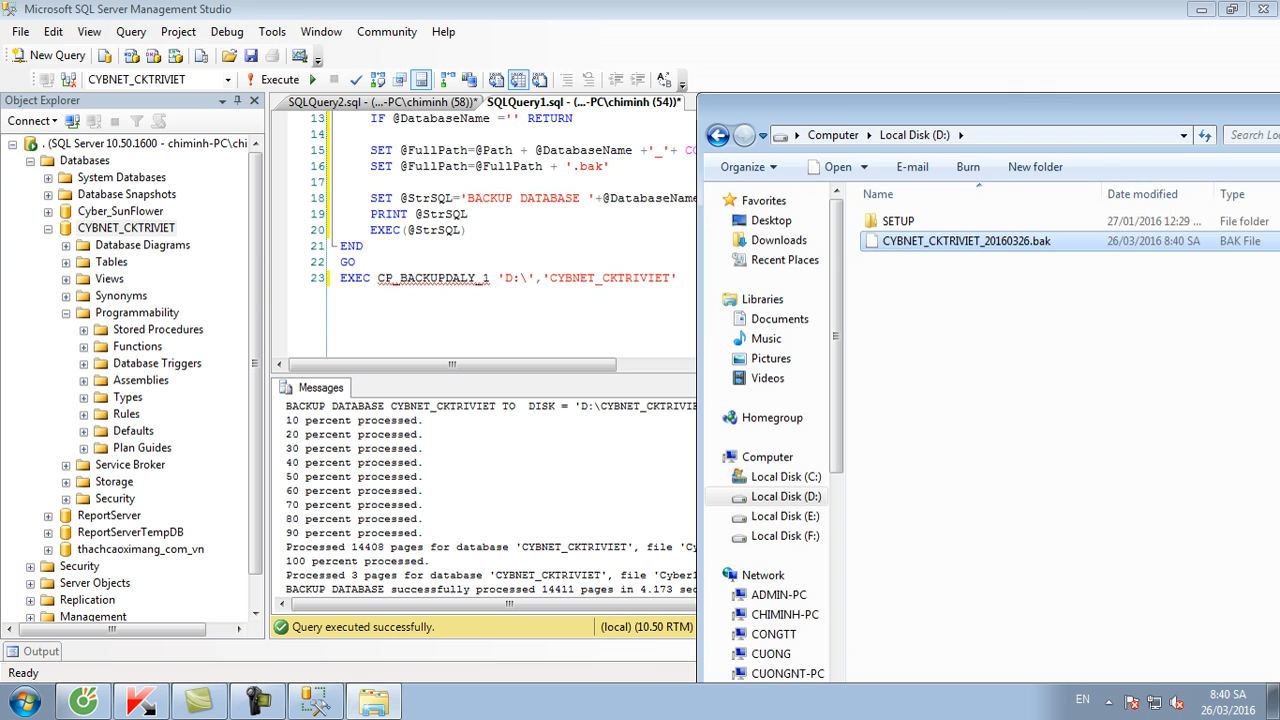 Microsoft SQL Server Management Studio
File Edit View Query Project Debug Tools Window Community Help
New Query
CYBNET_CKTRIVIET Execute
Object Explorer
Connect
. (SQL Server 10.50.1600 - chiminh-PC\chi
Databases
System Databases
Database Snapshots
Cyber_SunFlower
CYBNET_CKTRIVIET
Database Diagrams
Tables
Views
Synonyms
Programmability
Stored Procedures
Functions
Database Triggers
Assemblies
Types
Rules
Defaults
Plan Guides
Service Broker
Storage
Security
ReportServer
ReportServerTempDB
thachcaoximang_com_vn
Security
Server Objects
Replication
Management
Output
Ready
SQLQuery2.sql - (...-PC\chiminh (58))* SQLQuery1.sql - (...-PC\chiminh (54))*
13 IF @DatabaseName ='' RETURN
14
15 SET @FullPath=@Path + @DatabaseName +'_'+ CO
16 SET @FullPath=@FullPath + '.bak'
17
18 SET @StrSQL='BACKUP DATABASE '+@DatabaseName
19 PRINT @StrSQL
20 EXEC(@StrSQL)
21 END
22 GO
23 EXEC CP_BACKUPDALY_1 'D:\','CYBNET_CKTRIVIET'
Messages
BACKUP DATABASE CYBNET_CKTRIVIET TO DISK = 'D:\CYBNET_CKTRIVIE
10 percent processed.
20 percent processed.
30 percent processed.
40 percent processed.
50 percent processed.
60 percent processed.
70 percent processed.
80 percent processed.
90 percent processed.
Processed 14408 pages for database 'CYBNET_CKTRIVIET', file 'Cy
100 percent processed.
Processed 3 pages for database 'CYBNET_CKTRIVIET', file 'Cyber1
BACKUP DATABASE successfully processed 14411 pages in 4.173 sec
Query executed successfully. (local) (10.50 RTM)
Computer Local Disk (D:) Search Local
Organize Open E-mail Burn New folder
Name Date modified Type
SETUP 27/01/2016 12:29 ... File folder
CYBNET_CKTRIVIET_20160326.bak 26/03/2016 8:40 SA BAK File
Favorites
Desktop
Downloads
Recent Places
Libraries
Documents
Music
Pictures
Videos
Homegroup
Computer
Local Disk (C:)
Local Disk (D:)
Local Disk (E:)
Local Disk (F:)
Network
ADMIN-PC
CHIMINH-PC
CONGTT
CUONG
CUONGNT-PC
EN
8:40 SA
26/03/2016